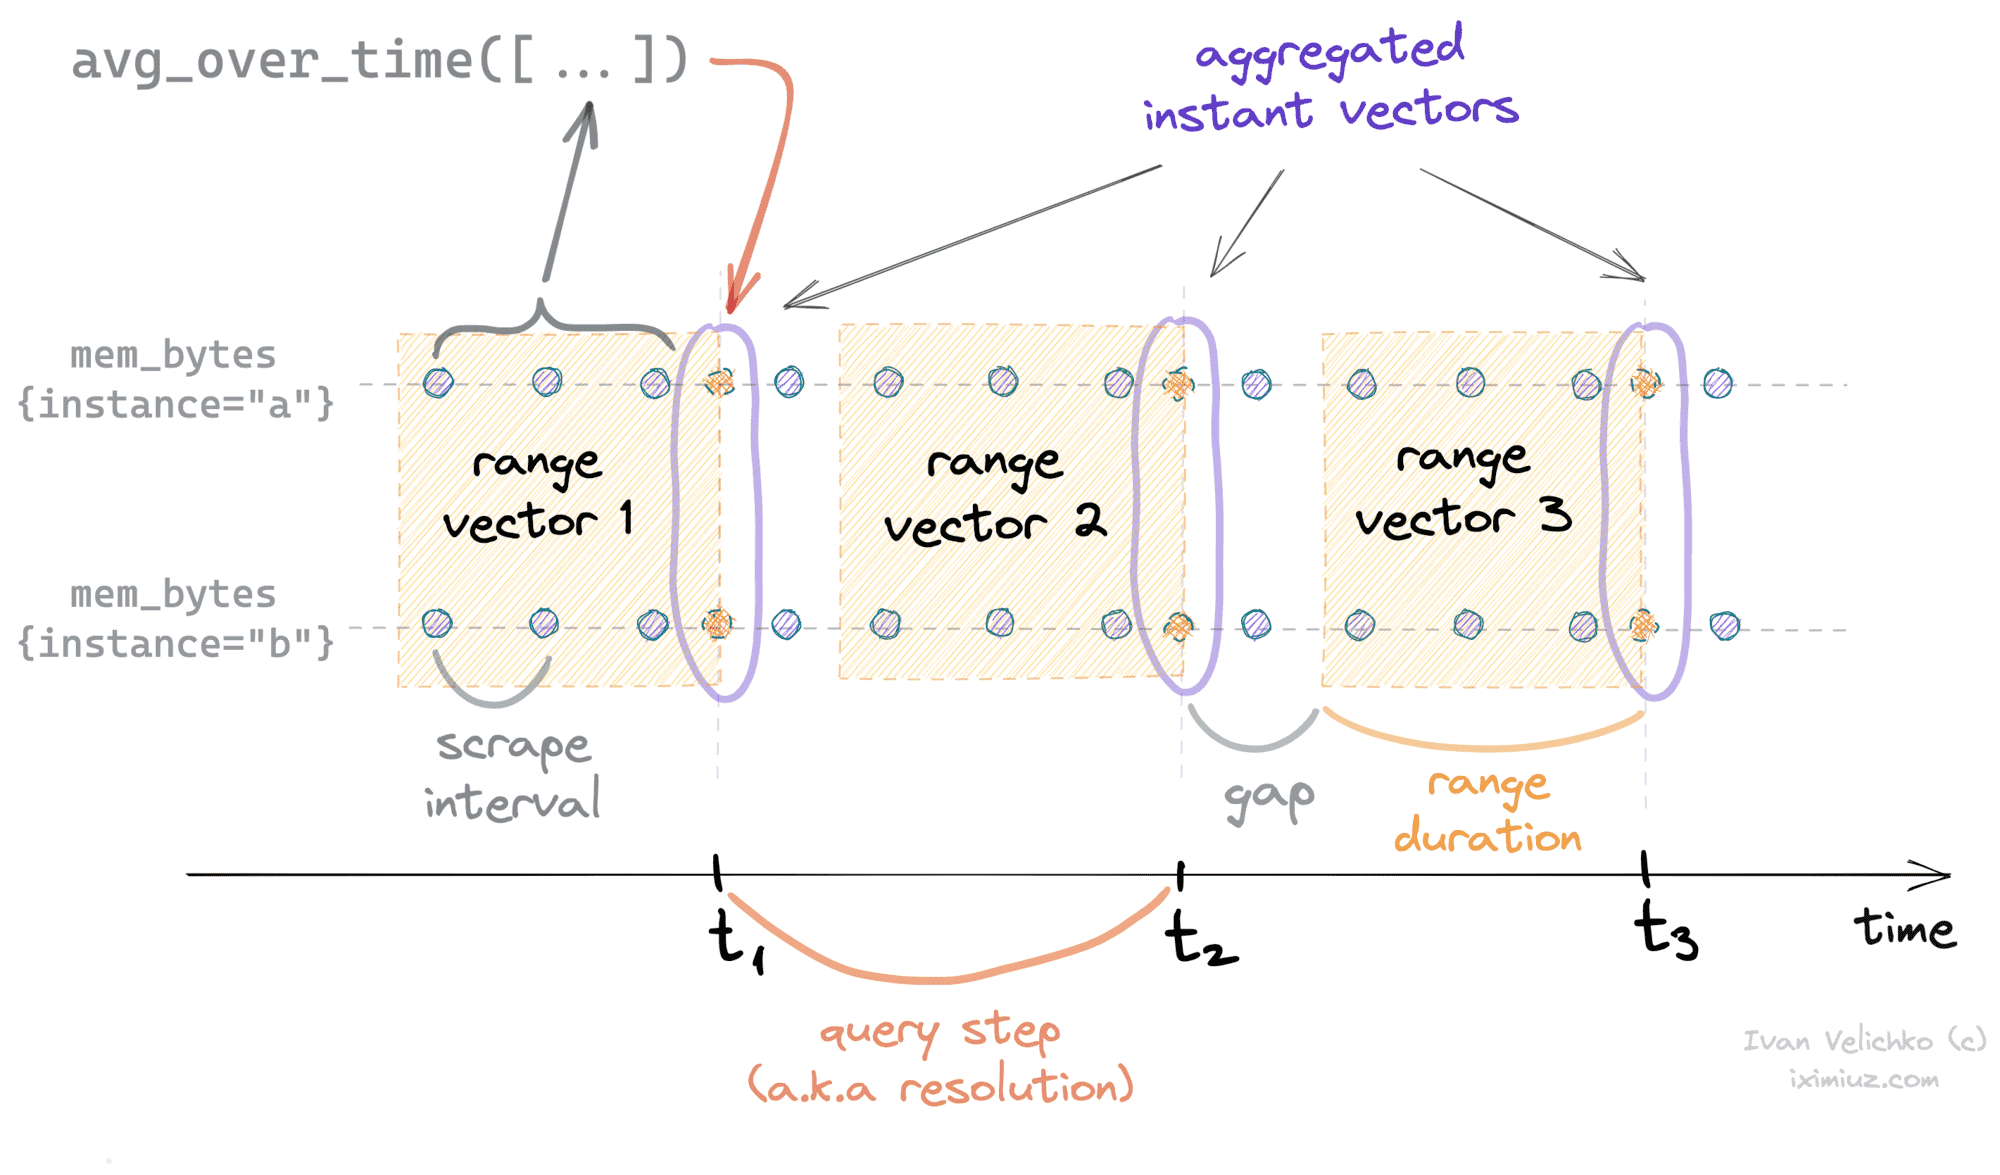 avg_over_time([ ... ])
aggregated
instant vectors
mem_bytes
{instance="a"}
range
vector 1
range
vector 2
range
vector 3
mem_bytes
{instance="b"}
scrape
interval
gap
range
duration
t1
t2
t3
time
query step
(a.k.a resolution)
Ivan Velichko (c)
iximiuz.com